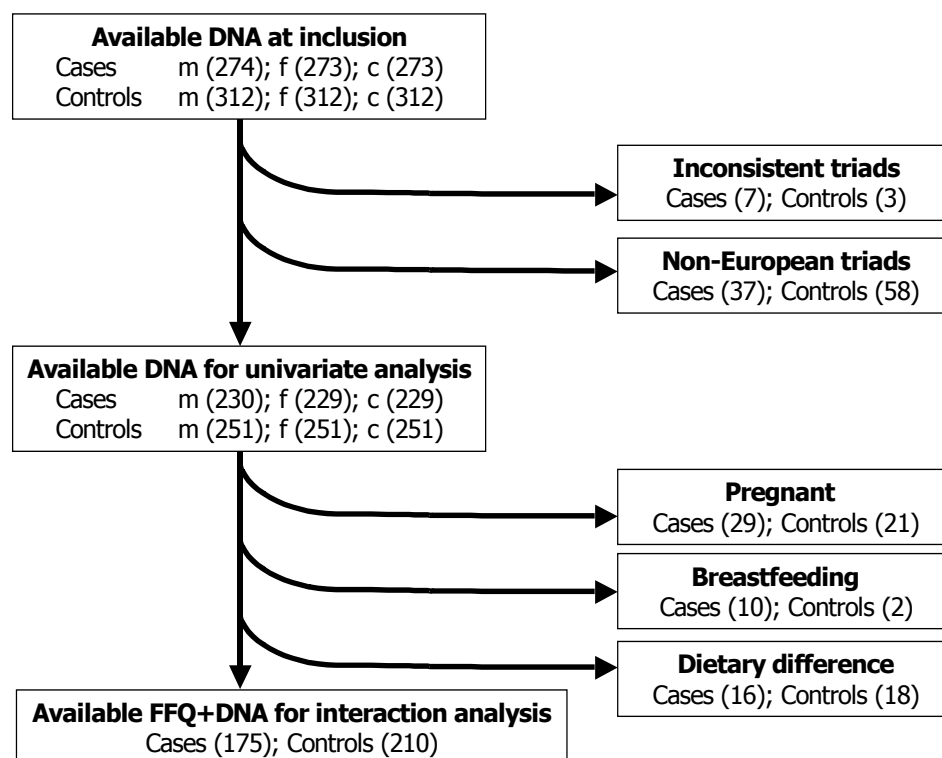 Available DNA at inclusion
Cases m (274); f (273); c (273)
Controls m (312); f (312); c (312)
Inconsistent triads
Cases (7); Controls (3)
Non-European triads
Cases (37); Controls (58)
Available DNA for univariate analysis
Cases m (230); f (229); c (229)
Controls m (251); f (251); c (251)
Pregnant
Cases (29); Controls (21)
Breastfeeding
Cases (10); Controls (2)
Dietary difference
Cases (16); Controls (18)
Available FFQ+DNA for interaction analysis
Cases (175); Controls (210)